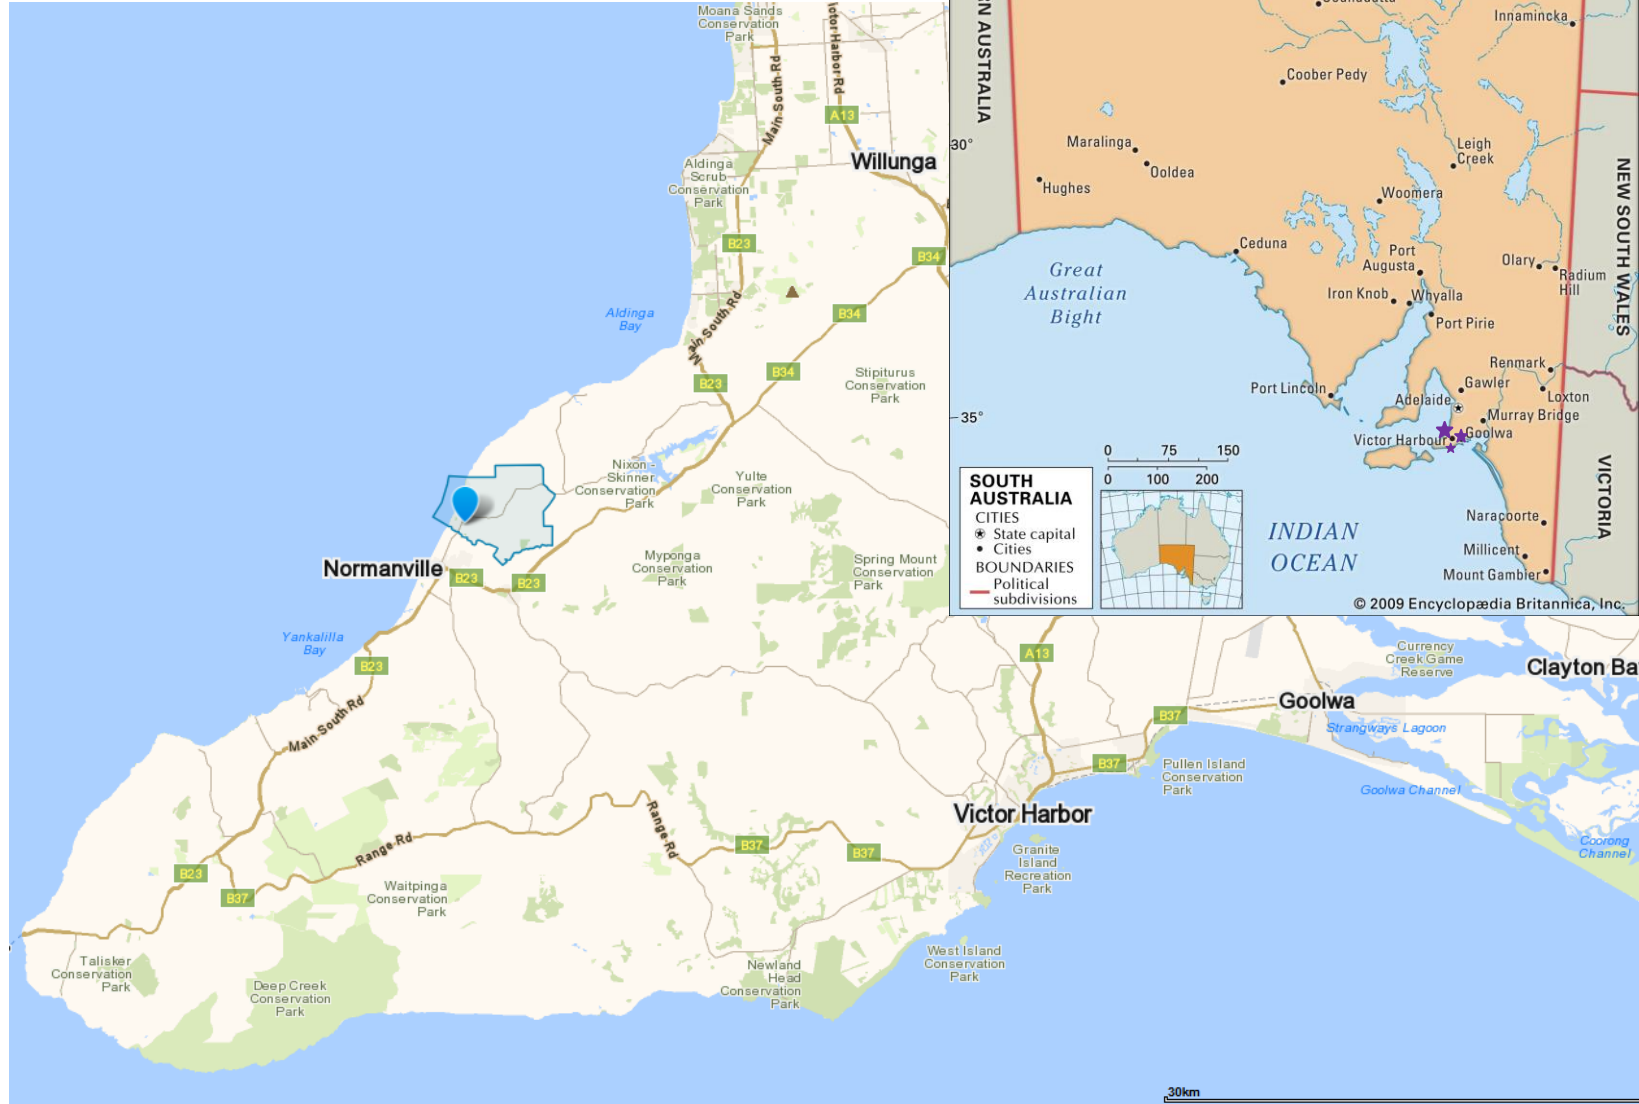 Moana Sands
Conservation
Park
Main South Rd
ictor Harbor Rd
A13
Willunga
Aldinga
Scrub
Conservation
Park
B23
B34
Aldinga
Bay
Main South Rd
B34
B23
B34
Stipiturus
Conservation
Park
Nixon -
Skinner
Conservation
Park
Yulte
Conservation
Park
Normanville
B23
B23
Myponga
Conservation
Park
Spring Mount
Conservation
Park
Yankalilla
Bay
B23
Main South Rd
A13
Currency
Creek Game
Reserve
Clayton Ba
Goolwa
B37
Strangways Lagoon
B37
Pullen Island
Conservation
Park
Goolwa Channel
Victor Harbor
Range Rd
Range Rd
B37
B37
Granite
Island
Recreation
Park
Coorong
Channel
B23
B37
Waitpinga
Conservation
Park
West Island
Conservation
Park
Talisker
Conservation
Park
Deep Creek
Conservation
Park
Newland
Head
Conservation
Park
30km
N AUSTRALIA
Innamincka
Coober Pedy
30°
Maralinga
Ooldea
Hughes
Leigh
Creek
Woomera
NEW SOUTH WALES
Ceduna
Port
Augusta
Olary
Radium
Hill
Great
Australian
Bight
Iron Knob
Whyalla
Port Pirie
Renmark
Port Lincoln
Gawler
Adelaide
Loxton
35°
Murray Bridge
Victor Harbour
Goolwa
0 75 150
0 100 200
SOUTH
AUSTRALIA
CITIES
State capital
Cities
BOUNDARIES
Political
subdivisions
INDIAN
OCEAN
VICTORIA
Naracoorte
Millicent
Mount Gambier
© 2009 Encyclopædia Britannica, Inc.